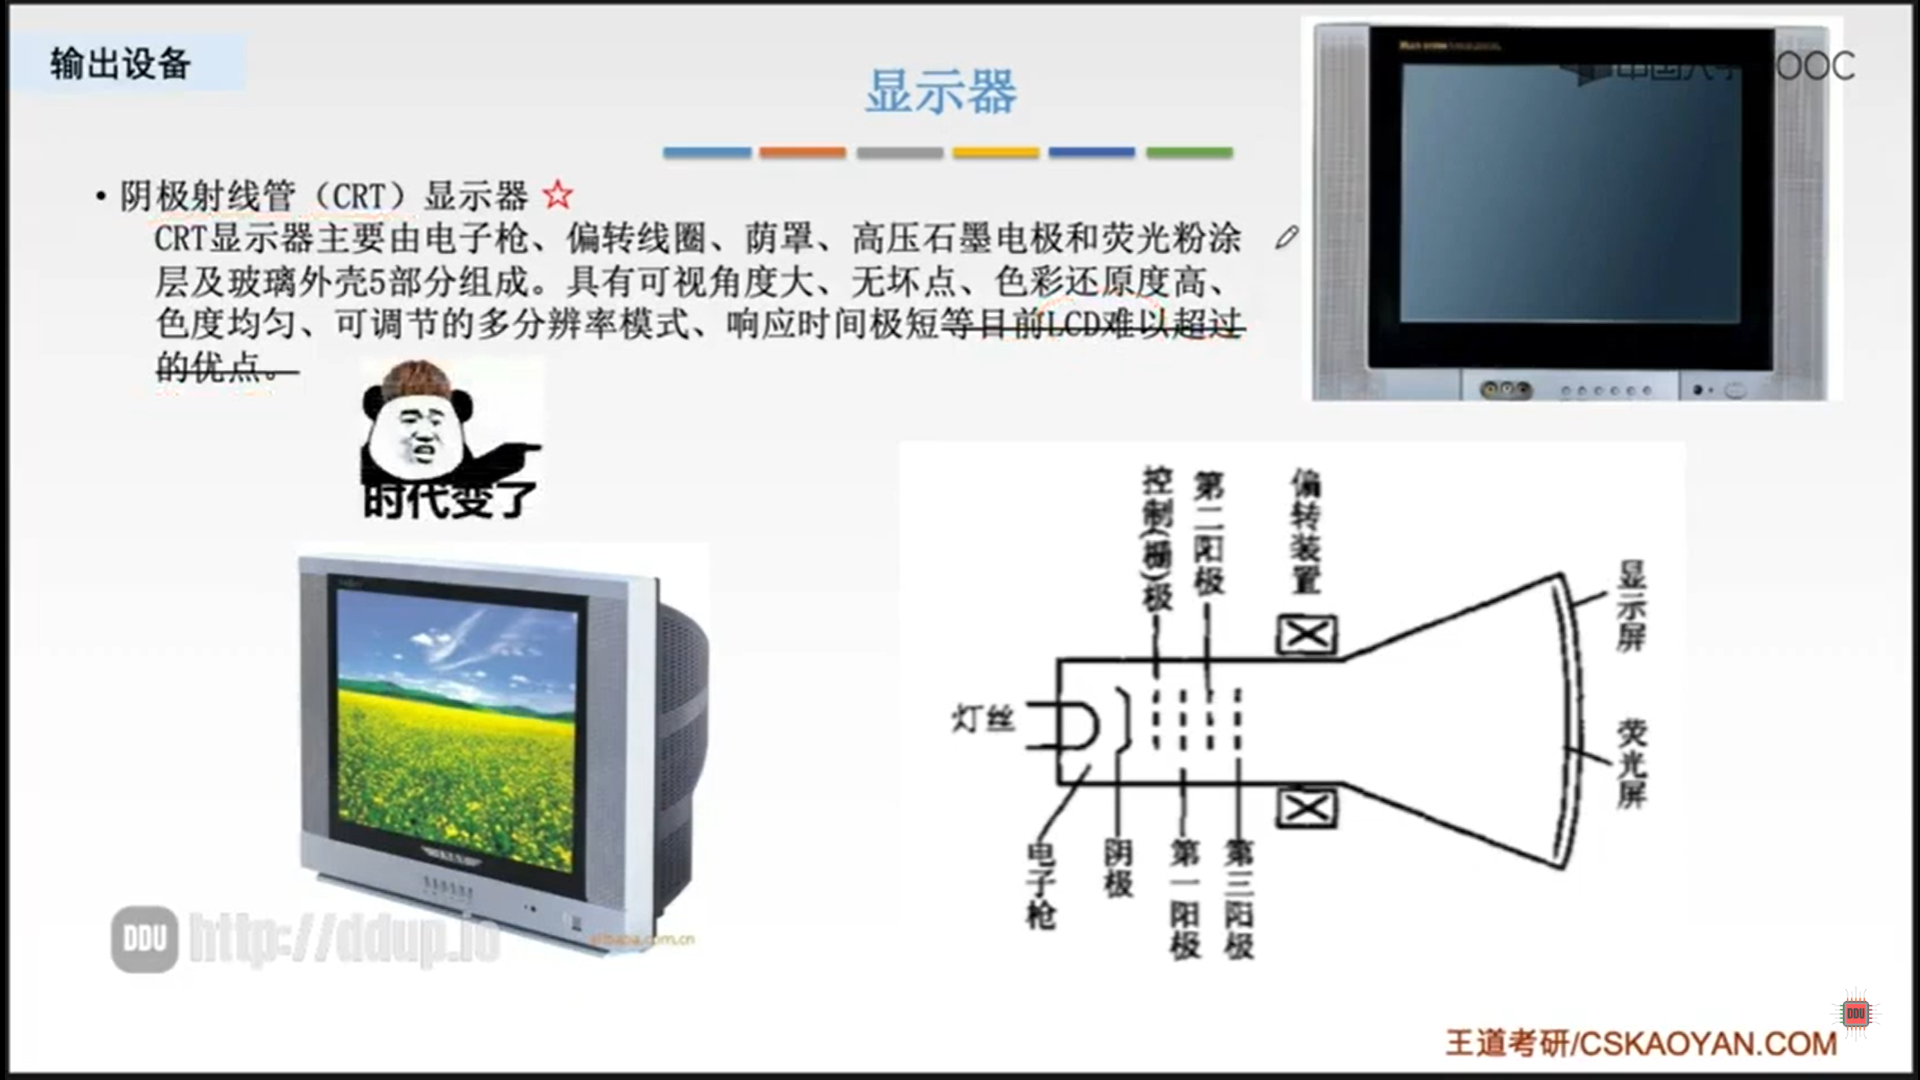 输出设备
显示器
• 阴极射线管（CRT）显示器 ☆
CRT显示器主要由电子枪、偏转线圈、荫罩、高压石墨电极和荧光粉涂
层及玻璃外壳5部分组成。具有可视角度大、无坏点、色彩还原度高、
色度均匀、可调节的多分辨率模式、响应时间极短等目前LCD难以超过
的优点。
时代变了
控制(栅)极
第二阳极
偏转装置
显示屏
灯丝
荧光屏
电子枪
阴极
第一阳极
第三阳极
DDU http://ddup.io
DDU
王道考研/CSKAOYAN.COM